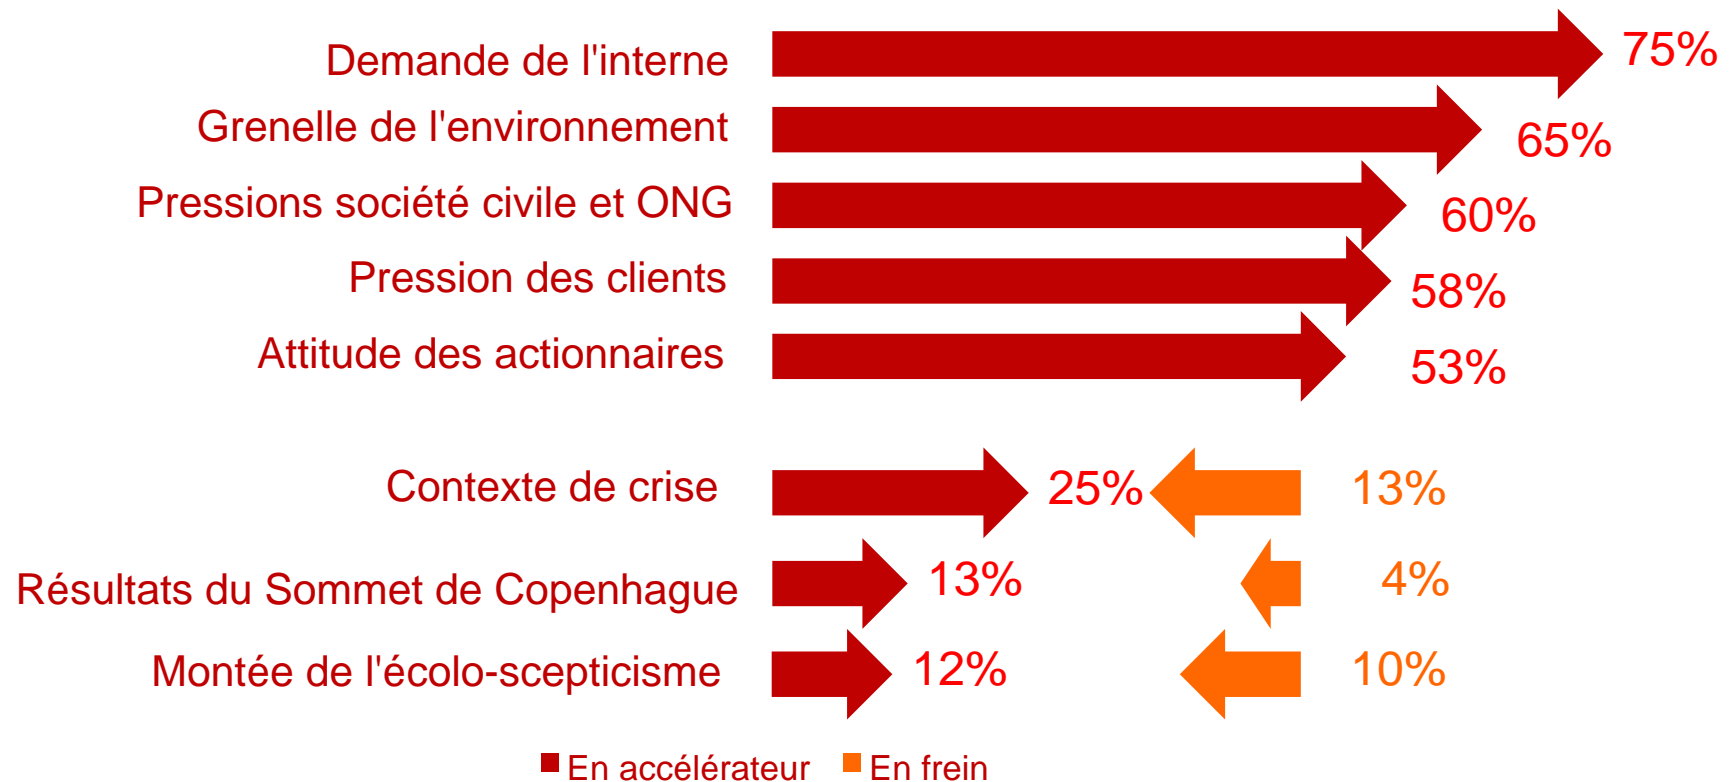 Demande de l'interne 75%
Grenelle de l'environnement 65%
Pressions société civile et ONG 60%
Pression des clients 58%
Attitude des actionnaires 53%
Contexte de crise 25% 13%
Résultats du Sommet de Copenhague 13% 4%
Montée de l'écolo-scepticisme 12% 10%
En accélérateur En frein